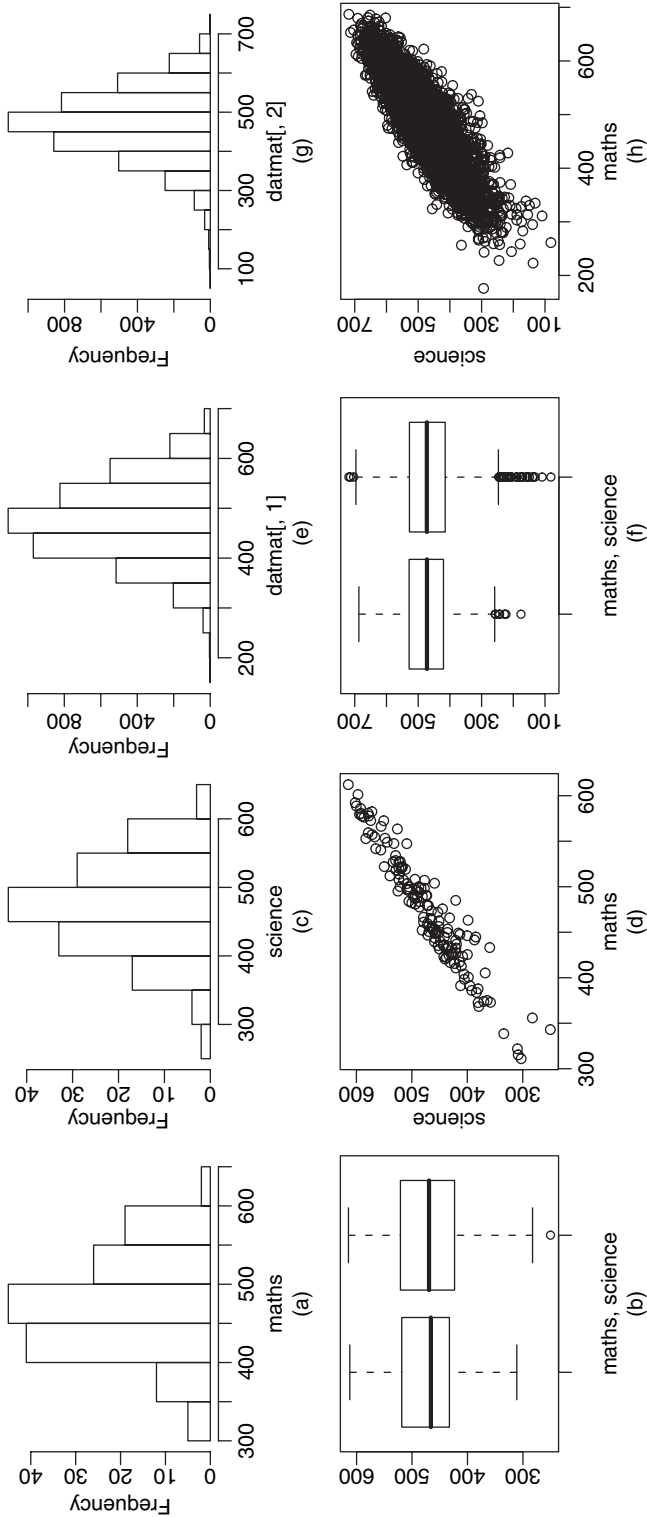 Frequency
0 10 20 30 40
300 400 500 600
maths
(a)
300 400 500 600
maths, science
(b)
Frequency
0 10 20 30 40
300 400 500 600
science
(c)
science
300 400 500 600
300 400 500 600
maths
(d)
Frequency
0 400 800
200 400 600
datmat[, 1]
(e)
100 300 500 700
maths, science
(f)
Frequency
0 400 800
100 300 500 700
datmat[, 2]
(g)
science
100 300 500 700
200 400 600
maths
(h)